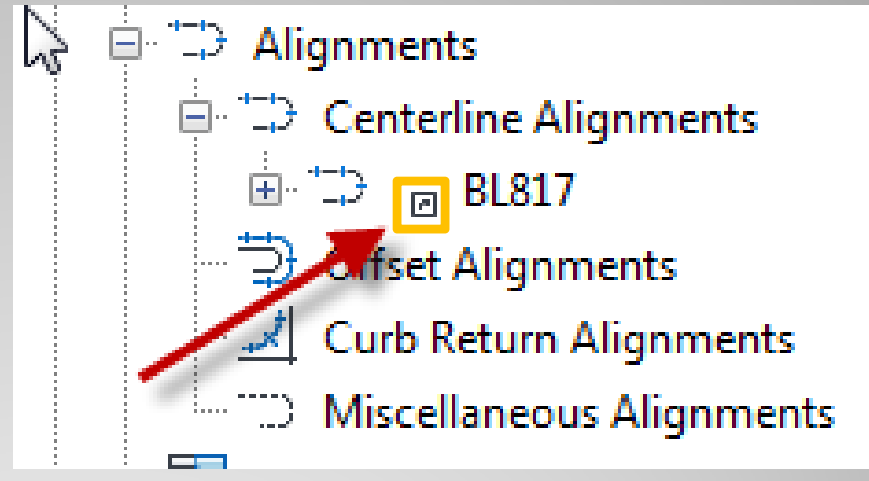 Alignments
Centerline Alignments
BL817
Offset Alignments
Curb Return Alignments
Miscellaneous Alignments